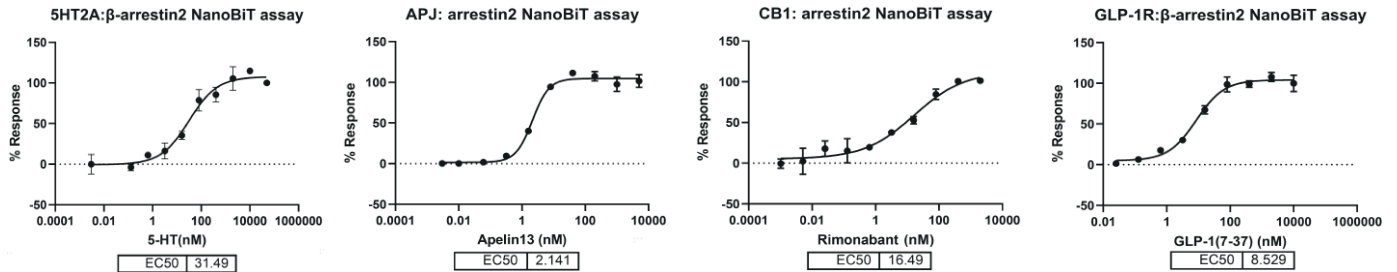 5HT2A:β-arrestin2 NanoBiT assay
% Response
150
100
50
0
-50
0.0001 0.01 1 100 10000 1000000
5-HT(nM)
EC50 31.49
APJ: arrestin2 NanoBiT assay
% Response
150
100
50
0
-50
0.0001 0.01 1 100 10000
Apelin13 (nM)
EC50 2.141
CB1: arrestin2 NanoBiT assay
% Response
150
100
50
0
-50
0.0001 0.01 1 100 10000
Rimonabant (nM)
EC50 16.49
GLP-1R:β-arrestin2 NanoBiT assay
% Response
150
100
50
0
-50
0.01 1 100 10000 1000000
GLP-1(7-37) (nM)
EC50 8.529